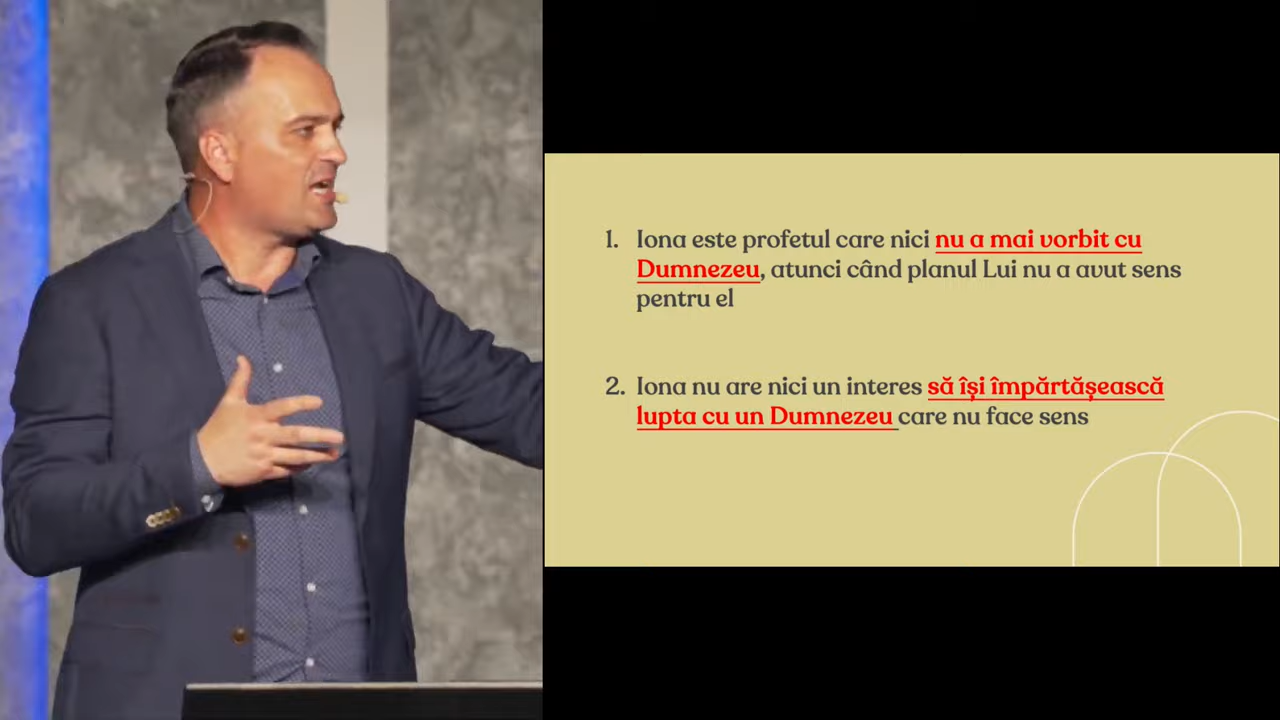 1. Iona este profetul care nici nu a mai vorbit cu
Dumnezeu, atunci când planul Lui nu a avut sens
pentru el
2. Iona nu are nici un interes să își împărtășească
lupta cu un Dumnezeu care nu face sens